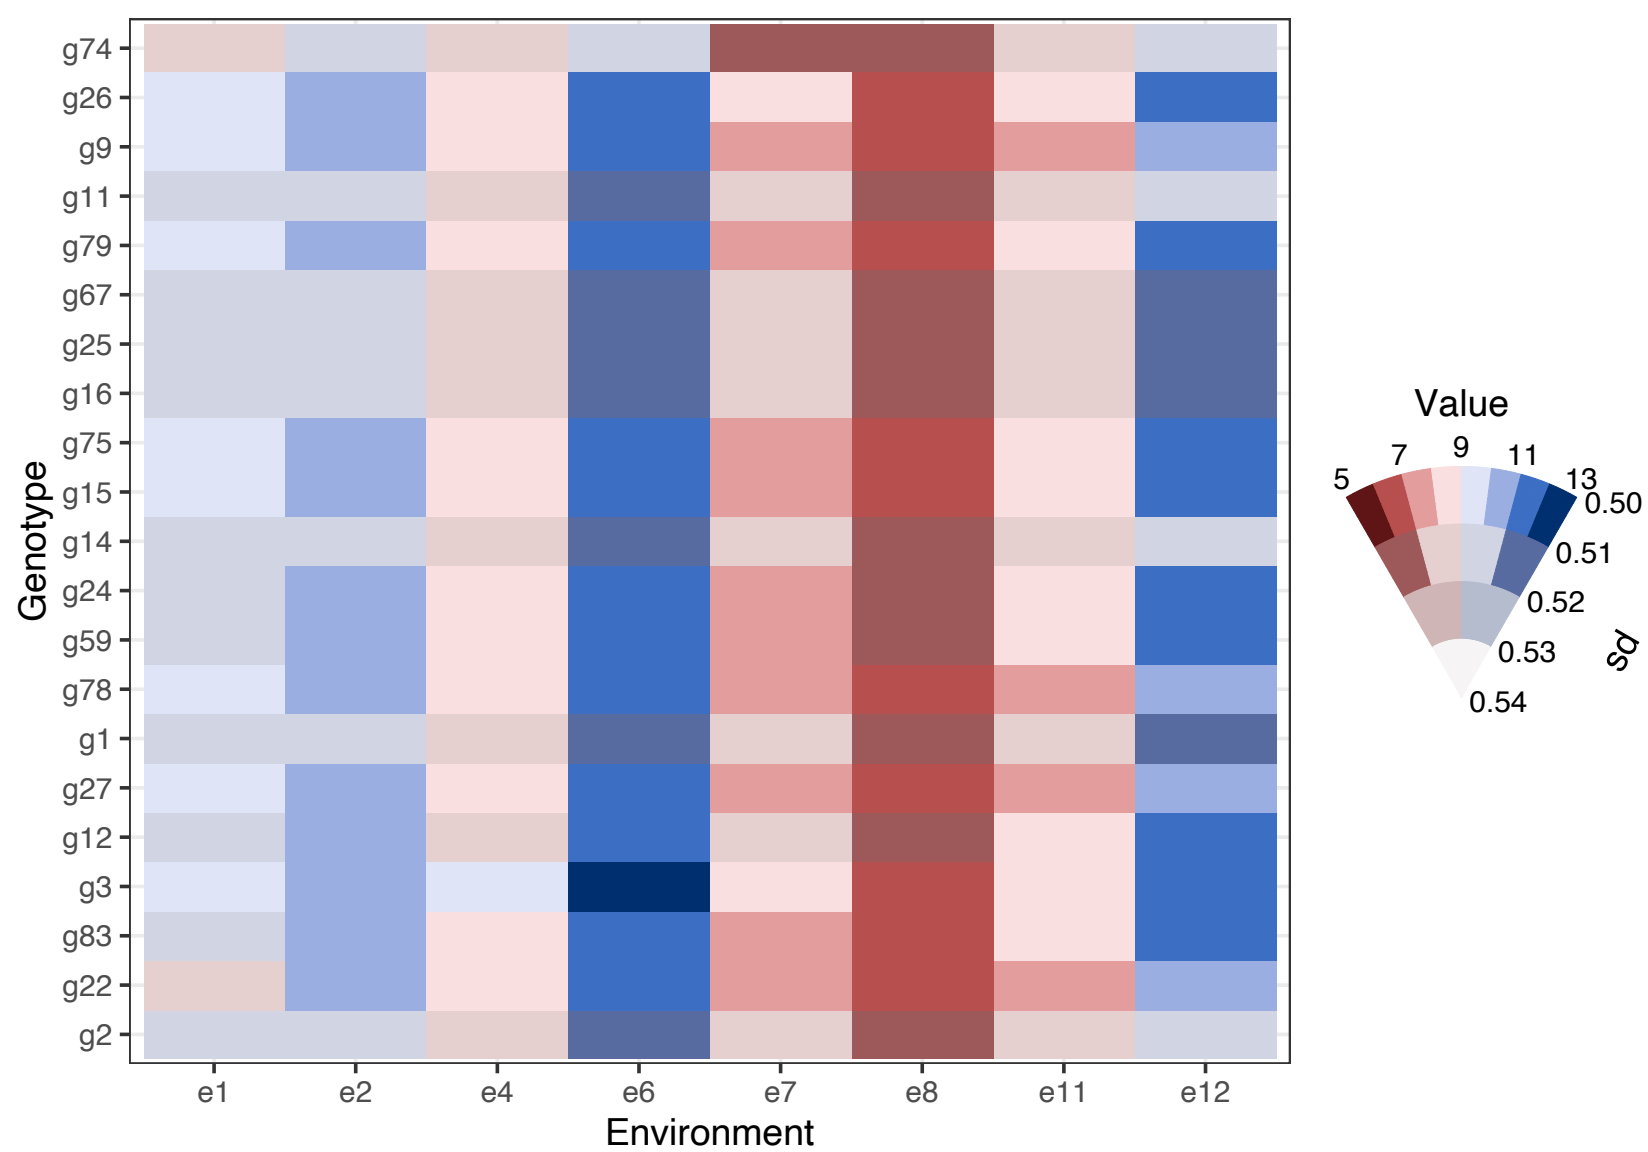 g74
g26
g9
g11
g79
g67
g25
g16
g75
g15
g14
g24
g59
g78
g1
g27
g12
g3
g83
g22
g2
Genotype
e1 e2 e4 e6 e7 e8 e11 e12
Environment
Value
5 7 9 11 13
0.50
0.51
0.52
0.53
0.54
sd